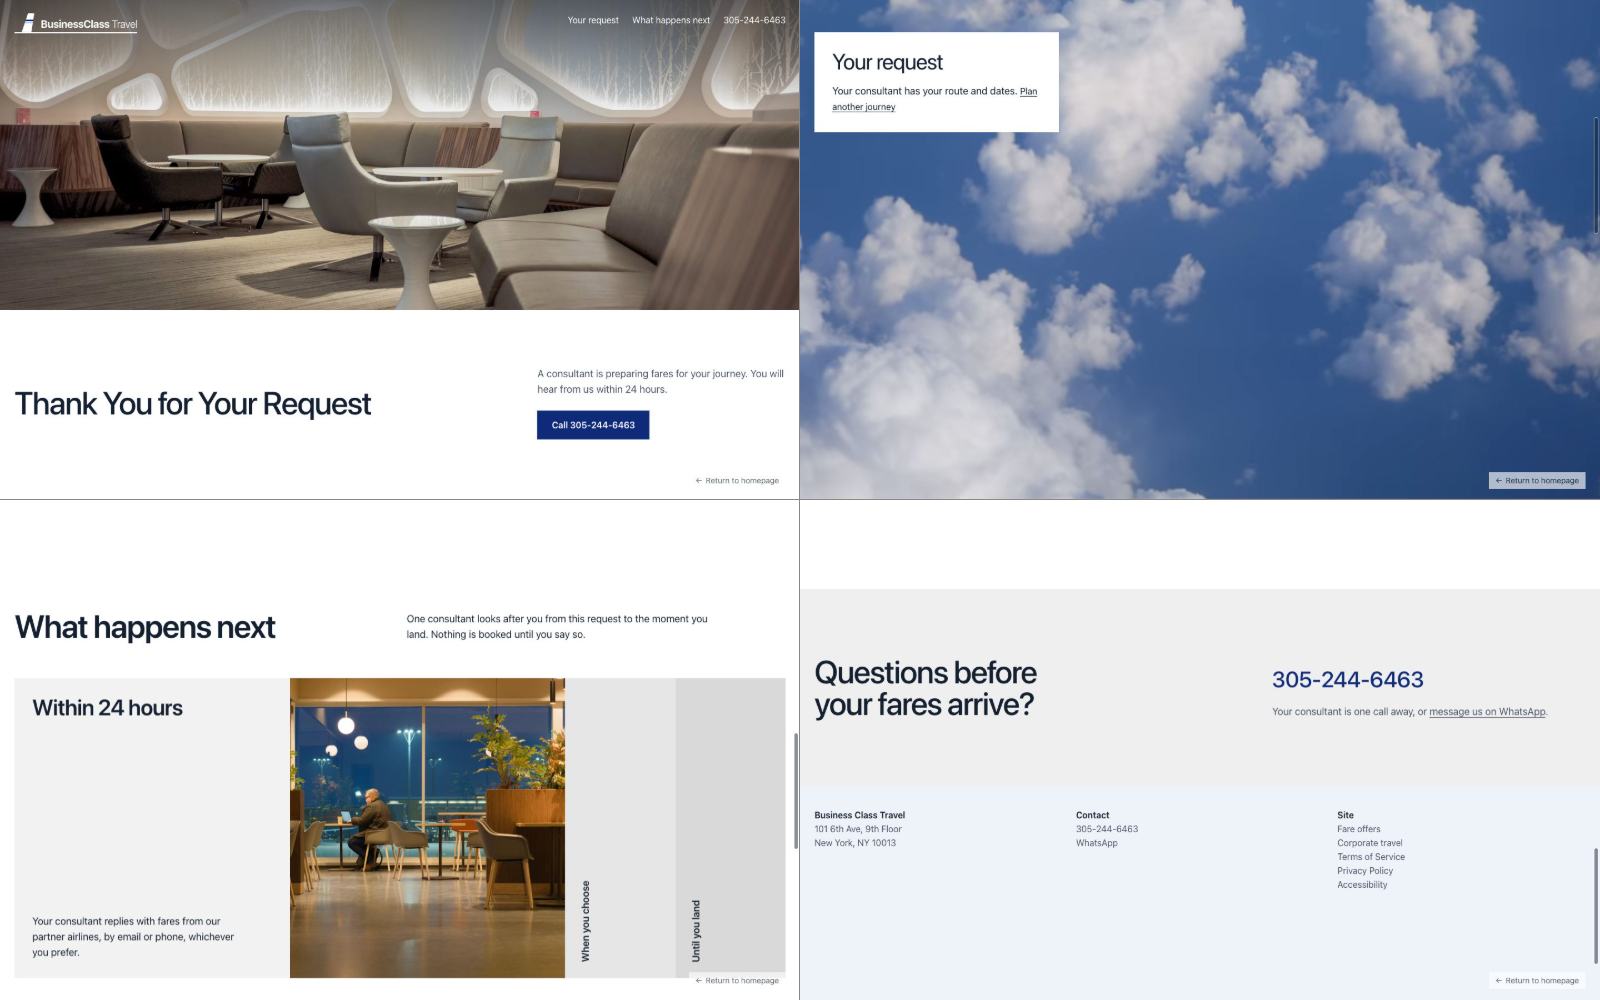 BusinessClass Travel
Your request
What happens next
305-244-6463
Thank You for Your Request
A consultant is preparing fares for your journey. You will
hear from us within 24 hours.
Call 305-244-6463
← Return to homepage
Your request
Your consultant has your route and dates. Plan
another journey
← Return to homepage
What happens next
One consultant looks after you from this request to the moment you
land. Nothing is booked until you say so.
Within 24 hours
Your consultant replies with fares from our
partner airlines, by email or phone, whichever
you prefer.
When you choose
Until you land
← Return to homepage
Questions before
your fares arrive?
305-244-6463
Your consultant is one call away, or message us on WhatsApp.
Business Class Travel
101 6th Ave, 9th Floor
New York, NY 10013
Contact
305-244-6463
WhatsApp
Site
Fare offers
Corporate travel
Terms of Service
Privacy Policy
Accessibility
← Return to homepage